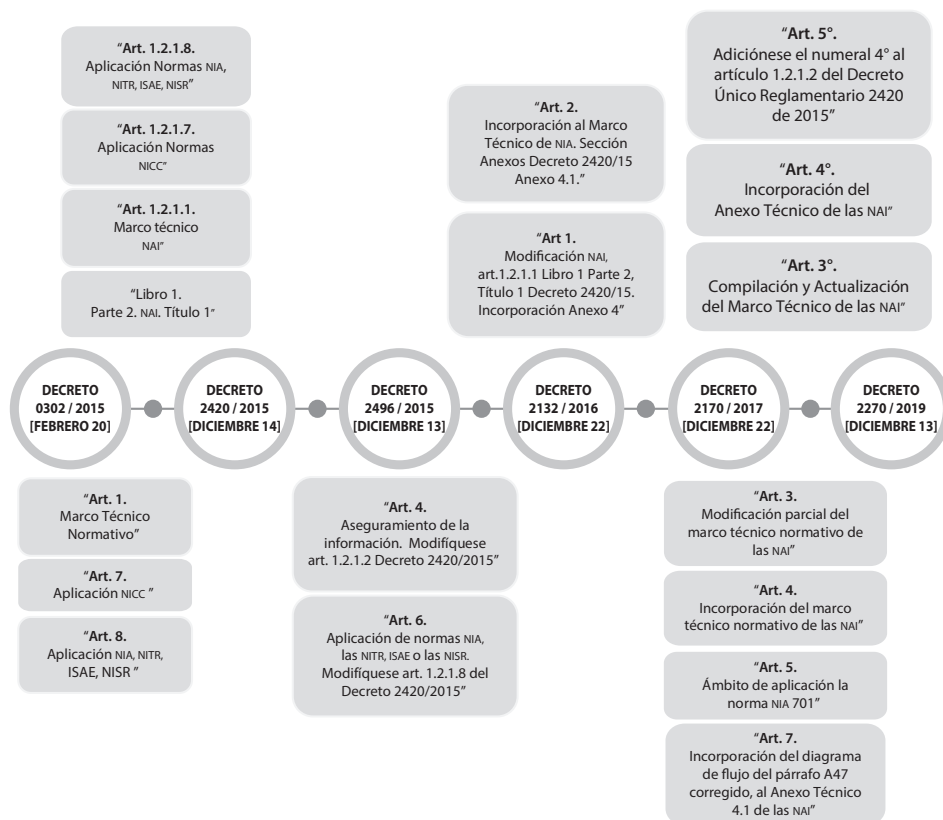 “Art. 1.2.1.8.
Aplicación Normas NIA,
NITR, ISAE, NISR”
“Art. 1.2.1.7.
Aplicación Normas
NICC”
“Art. 1.2.1.1.
Marco técnico
NAI”
“Libro 1.
Parte 2. NAI. Título 1”
“Art. 2.
Incorporación al Marco
Técnico de NIA. Sección
Anexos Decreto 2420/15
Anexo 4.1.”
“Art 1.
Modificación NAI,
art.1.2.1.1 Libro 1 Parte 2,
Título 1 Decreto 2420/15.
Incorporación Anexo 4”
“Art. 5°.
Adiciónese el numeral 4° al
artículo 1.2.1.2 del Decreto
Único Reglamentario 2420
de 2015”
“Art. 4°.
Incorporación del
Anexo Técnico de las NAI”
“Art. 3°.
Compilación y Actualización
del Marco Técnico de las NAI”
DECRETO
0302 / 2015
[FEBRERO 20]
DECRETO
2420 / 2015
[DICIEMBRE 14]
DECRETO
2496 / 2015
[DICIEMBRE 13]
DECRETO
2132 / 2016
[DICIEMBRE 22]
DECRETO
2170 / 2017
[DICIEMBRE 22]
DECRETO
2270 / 2019
[DICIEMBRE 13]
“Art. 1.
Marco Técnico
Normativo”
“Art. 7.
Aplicación NICC ”
“Art. 8.
Aplicación NIA, NITR,
ISAE, NISR ”
“Art. 4.
Aseguramiento de la
información. Modifíquese
art. 1.2.1.2 Decreto 2420/2015”
“Art. 6.
Aplicación de normas NIA,
las NITR, ISAE o las NISR.
Modifíquese art. 1.2.1.8 del
Decreto 2420/2015”
“Art. 3.
Modificación parcial del
marco técnico normativo de
las NAI”
“Art. 4.
Incorporación del marco
técnico normativo de las NAI”
“Art. 5.
Ámbito de aplicación la
norma NIA 701”
“Art. 7.
Incorporación del diagrama
de flujo del párrafo A47
corregido, al Anexo Técnico
4.1 de las NAI”